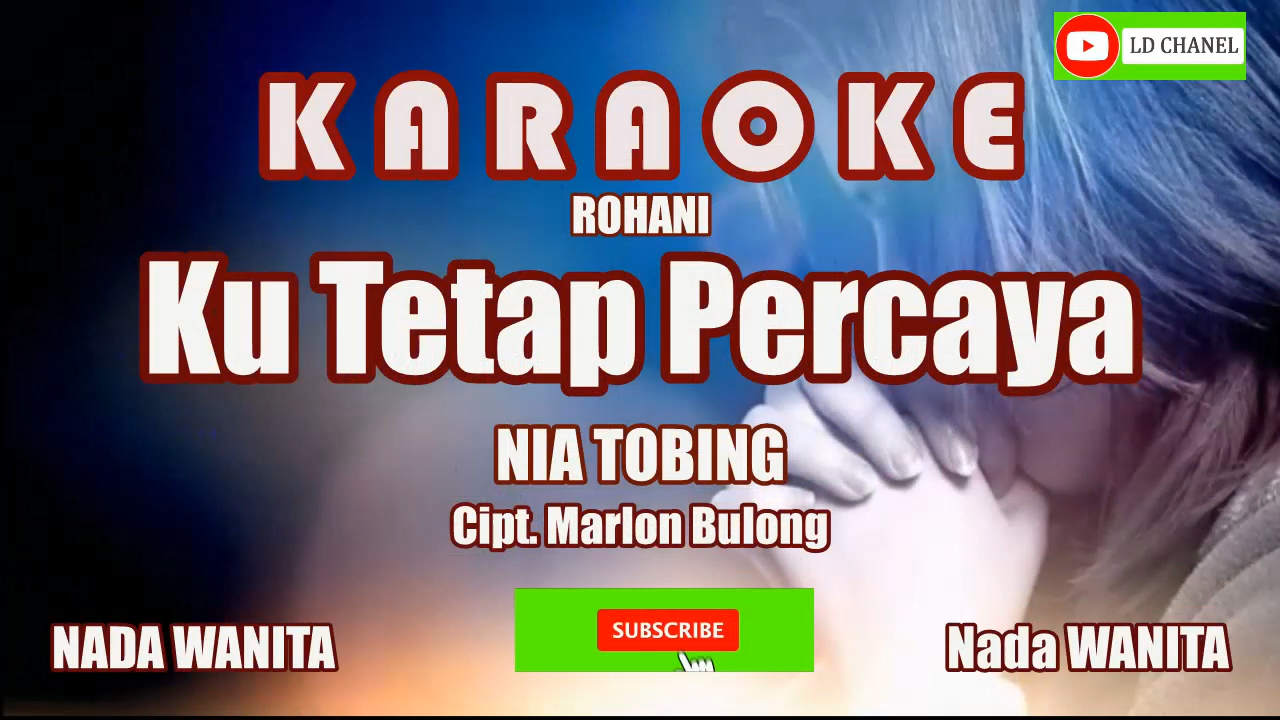 LD CHANEL
KARAOKE
ROHANI
Ku Tetap Percaya
NIA TOBING
Cipt. Marlon Bulong
NADA WANITA
SUBSCRIBE
Nada WANITA